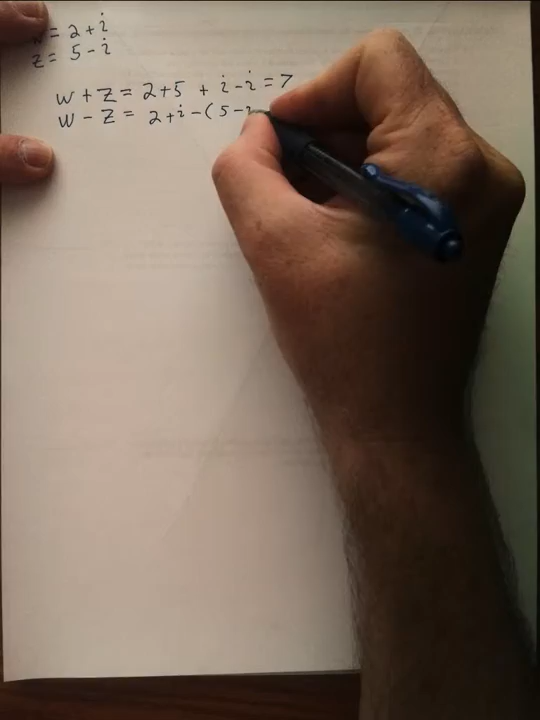 = 2 + i
z = 5 - i
w + z = 2 + 5 + i - i = 7
w - z = 2 + i - ( 5 -